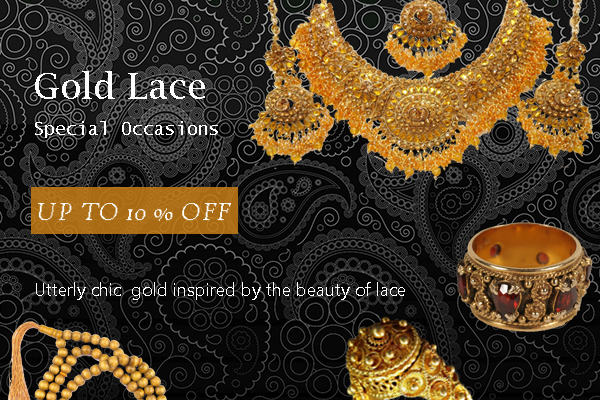 Gold Lace
Special Occasions
UP TO 10 % OFF
Utterly chic gold inspired by the beauty of lace